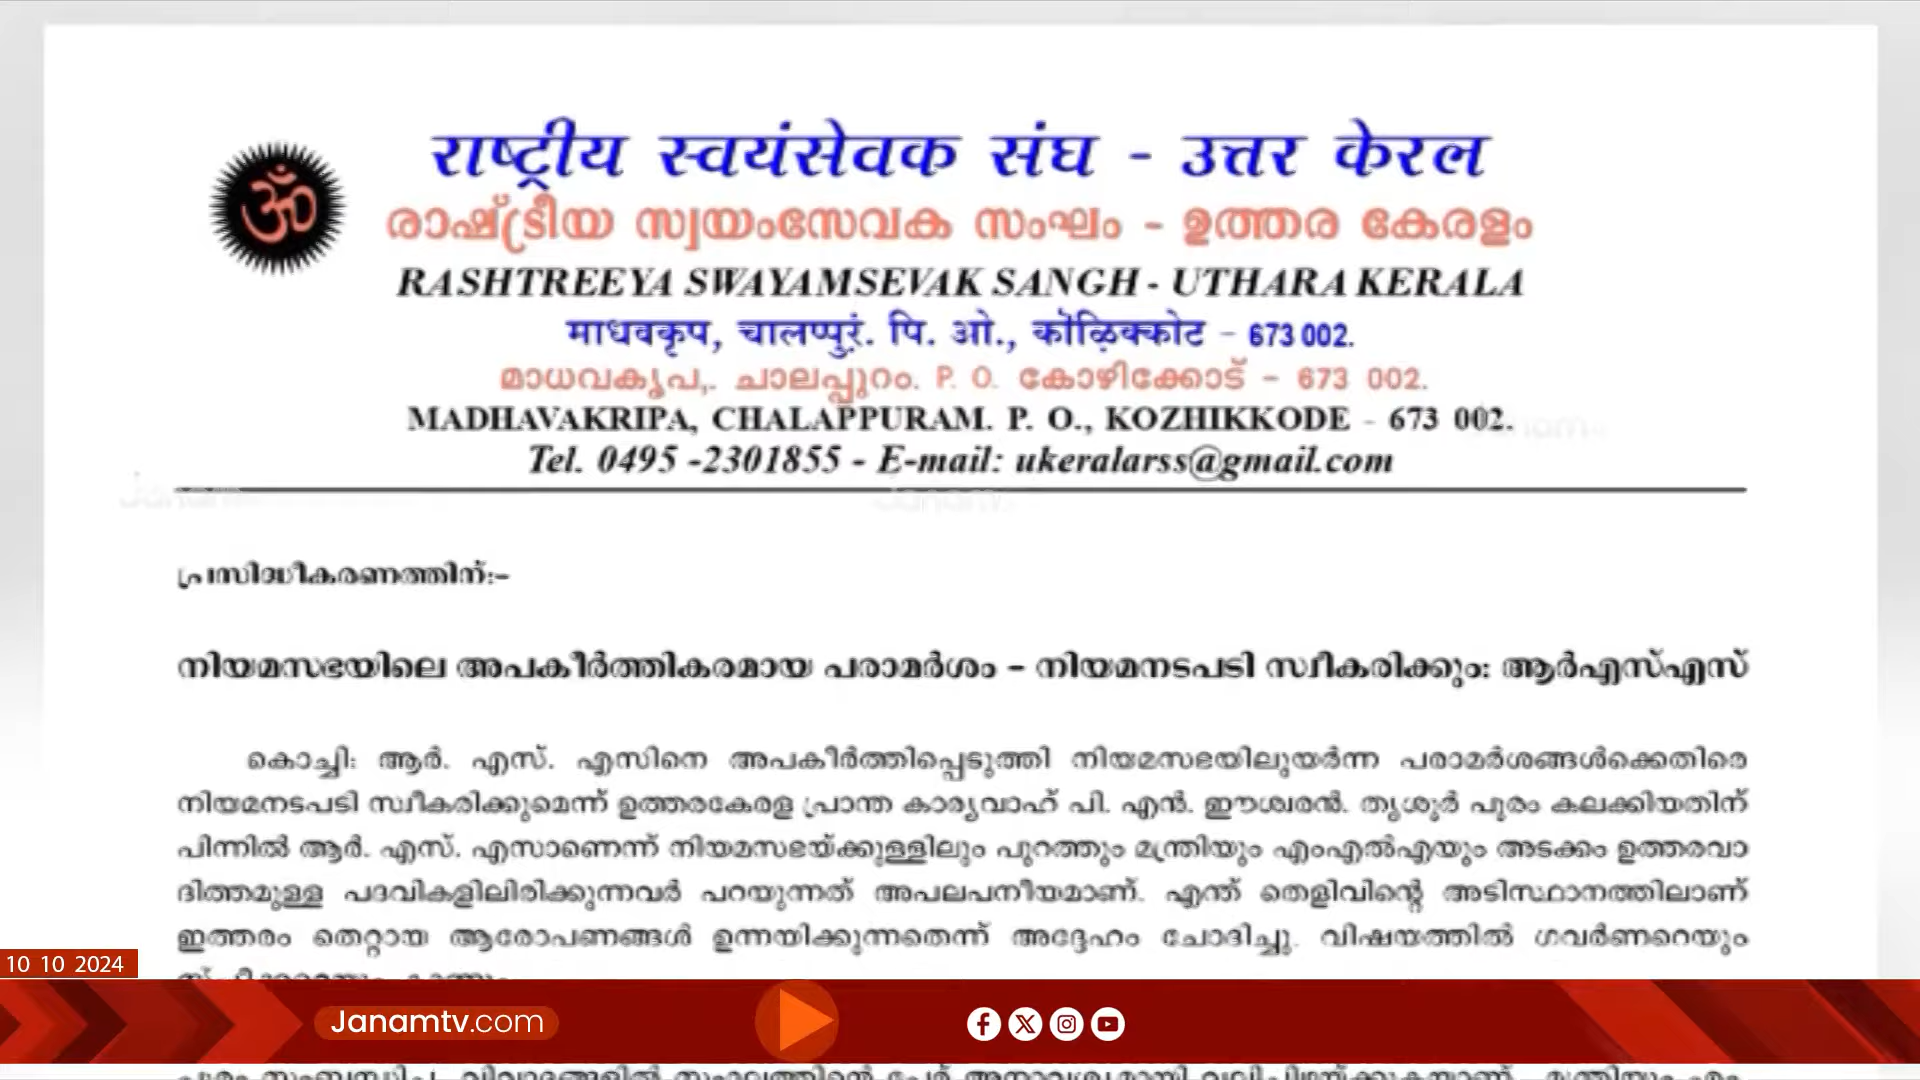 राष्ट्रीय स्वयंसेवक संघ - उत्तर केरल
രാഷ്ട്രീയ സ്വയംസേവക സംഘം - ഉത്തര കേരളം
RASHTREEYA SWAYAMSEVAK SANGH - UTHARA KERALA
माधवकृप, चालप्पुरं. पि. ओ., कोऴिक्कोट - 673 002.
മാധവകൃപ,. ചാലപ്പുറം. P. O. കോഴിക്കോട് - 673 002.
MADHAVAKRIPA, CHALAPPURAM. P. O., KOZHIKKODE - 673 002.
Tel. 0495 -2301855 - E-mail: ukeralarss@gmail.com
പ്രസിദ്ധീകരണത്തിന്:-
നിയമസഭയിലെ അപകീർത്തികരമായ പരാമർശം - നിയമനടപടി സ്വീകരിക്കും: ആർഎസ്എസ്
കൊച്ചി: ആർ. എസ്. എസിനെ അപകീർത്തിപ്പെടുത്തി നിയമസഭയിലുയർന്ന പരാമർശങ്ങൾക്കെതിരെ
നിയമനടപടി സ്വീകരിക്കുമെന്ന് ഉത്തരകേരള പ്രാന്ത കാര്യവാഹ് പി. എൻ. ഈശ്വരൻ. തൃശൂർ പൂരം കലക്കിയതിന്
പിന്നിൽ ആർ. എസ്. എസാണെന്ന് നിയമസഭയ്ക്കുള്ളിലും പുറത്തും മന്ത്രിയും എംഎൽഎയും അടക്കം ഉത്തരവാ
ദിത്തമുള്ള പദവികളിലിരിക്കുന്നവർ പറയുന്നത് അപലപനീയമാണ്. എന്ത് തെളിവിന്റെ അടിസ്ഥാനത്തിലാണ്
ഇത്തരം തെറ്റായ ആരോപണങ്ങൾ ഉന്നയിക്കുന്നതെന്ന് അദ്ദേഹം ചോദിച്ചു. വിഷയത്തിൽ ഗവർണറെയും
10 10 2024
Janamtv.com